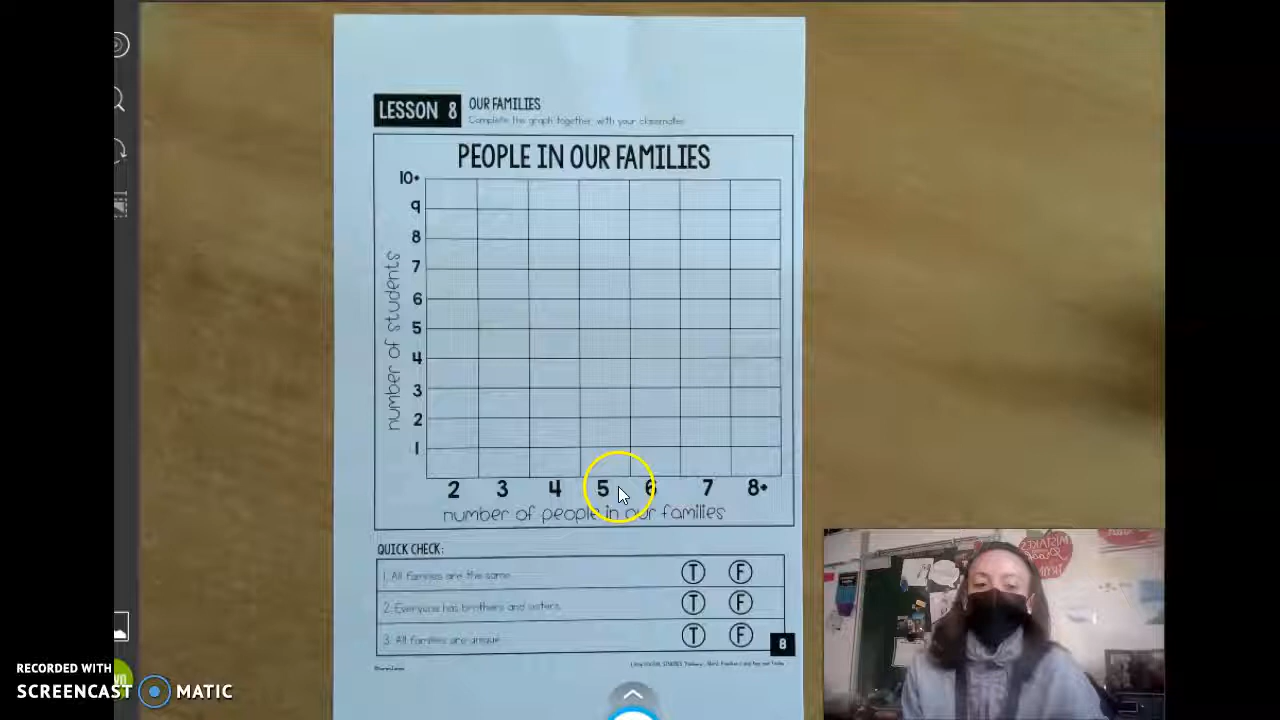 LESSON 8
OUR FAMILIES
Complete the graph together with your classmates.
PEOPLE IN OUR FAMILIES
number of students
10+
9
8
7
6
5
4
3
2
1
2 3 4 5 6 7 8+
number of people in our families
QUICK CHECK:
1. All families are the same. T F
2. Everyone has brothers and sisters. T F
3. All families are unique. T F
8
MISTAKES
RECORDED WITH
SCREENCAST MATIC